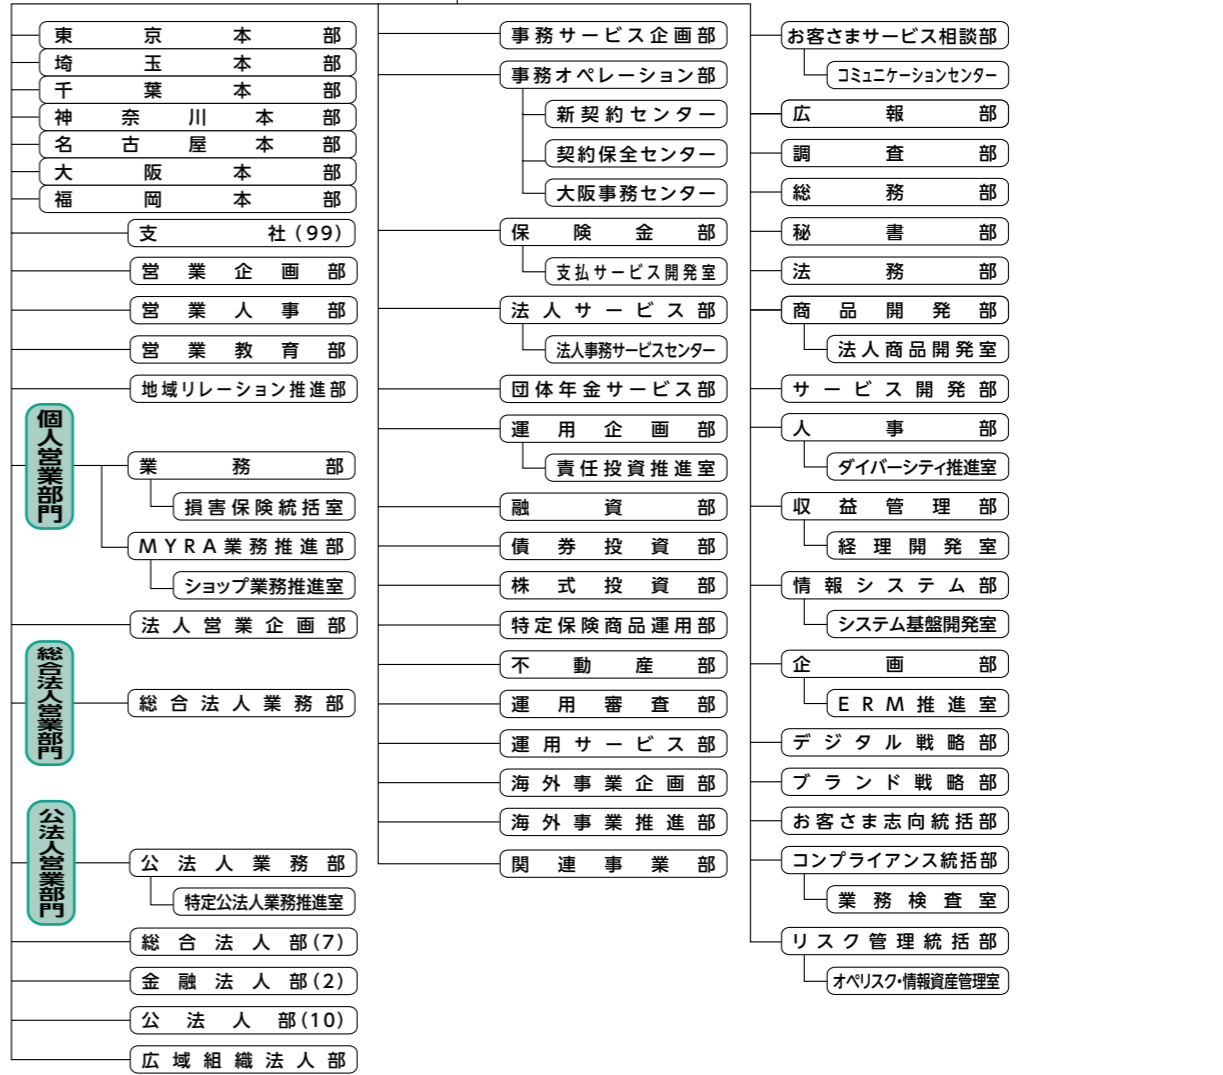 東京本部
埼玉本部
千葉本部
神奈川本部
名古屋本部
大阪本部
福岡本部
支社(99)
営業企画部
営業人事部
営業教育部
地域リレーション推進部
個人営業部門
業務部
損害保険統括室
MYRA業務推進部
ショップ業務推進室
法人営業企画部
総合法人営業部門
総合法人業務部
公法人営業部門
公法人業務部
特定公法人業務推進室
総合法人部(7)
金融法人部(2)
公法人部(10)
広域組織法人部
事務サービス企画部
事務オペレーション部
新契約センター
契約保全センター
大阪事務センター
保険金部
支払サービス開発室
法人サービス部
法人事務サービスセンター
団体年金サービス部
運用企画部
責任投資推進室
融資部
債券投資部
株式投資部
特定保険商品運用部
不動産部
運用審査部
運用サービス部
海外事業企画部
海外事業推進部
関連事業部
お客さまサービス相談部
コミュニケーションセンター
広報部
調査部
総務部
秘書部
法務部
商品開発部
法人商品開発室
サービス開発部
人事部
ダイバーシティ推進室
収益管理部
経理開発室
情報システム部
システム基盤開発室
企画部
ERM推進室
デジタル戦略部
ブランド戦略部
お客さま志向統括部
コンプライアンス統括部
業務検査室
リスク管理統括部
オペリスク・情報資産管理室